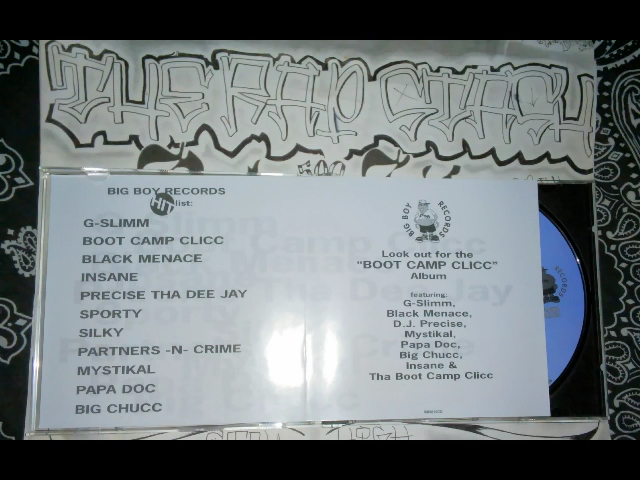 THE RAP STASH
BIG BOY RECORDS
HIT list:
G-SLIMM
BOOT CAMP CLICC
BLACK MENACE
INSANE
PRECISE THA DEE JAY
SPORTY
SILKY
PARTNERS -N- CRIME
MYSTIKAL
PAPA DOC
BIG CHUCC
BIG BOY
RECORDS
Look out for the
"BOOT CAMP CLICC"
Album
featuring:
G-Slimm,
Black Menace,
D.J. Precise,
Mystikal,
Papa Doc,
Big Chucc,
Insane &
Tha Boot Camp Clicc
RECORDS